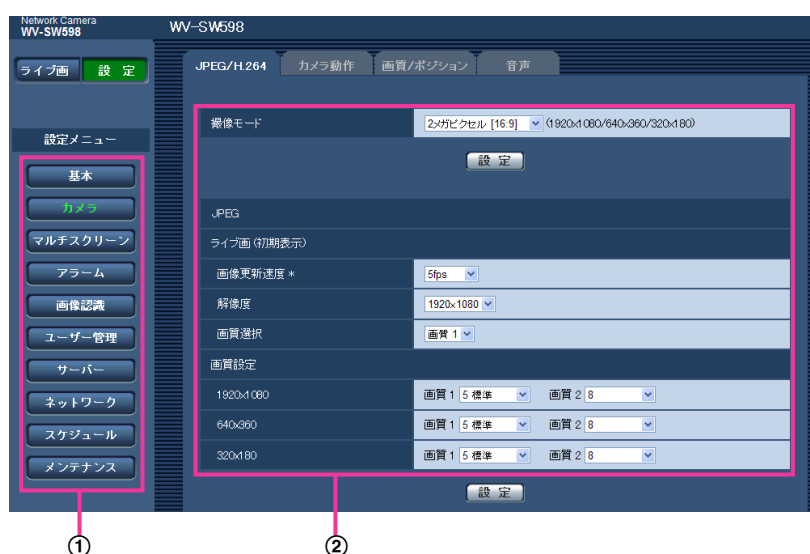 Network Camera
WV-SW598
WV-SW598
ライブ画 設 定
JPEG/H.264 カメラ動作 画質/ポジション 音声
設定メニュー
基本
カメラ
マルチスクリーン
アラーム
画像認識
ユーザー管理
サーバー
ネットワーク
スケジュール
メンテナンス
撮像モード 2メガピクセル [16:9] (1920x1080/640x360/320x180)
設 定
JPEG
ライブ画(初期表示)
画像更新速度 * 5fps
解像度 1920x1080
画質選択 画質 1
画質設定
1920x1080 画質 1 5 標準 画質 2 8
640x360 画質 1 5 標準 画質 2 8
320x180 画質 1 5 標準 画質 2 8
設 定
① ②